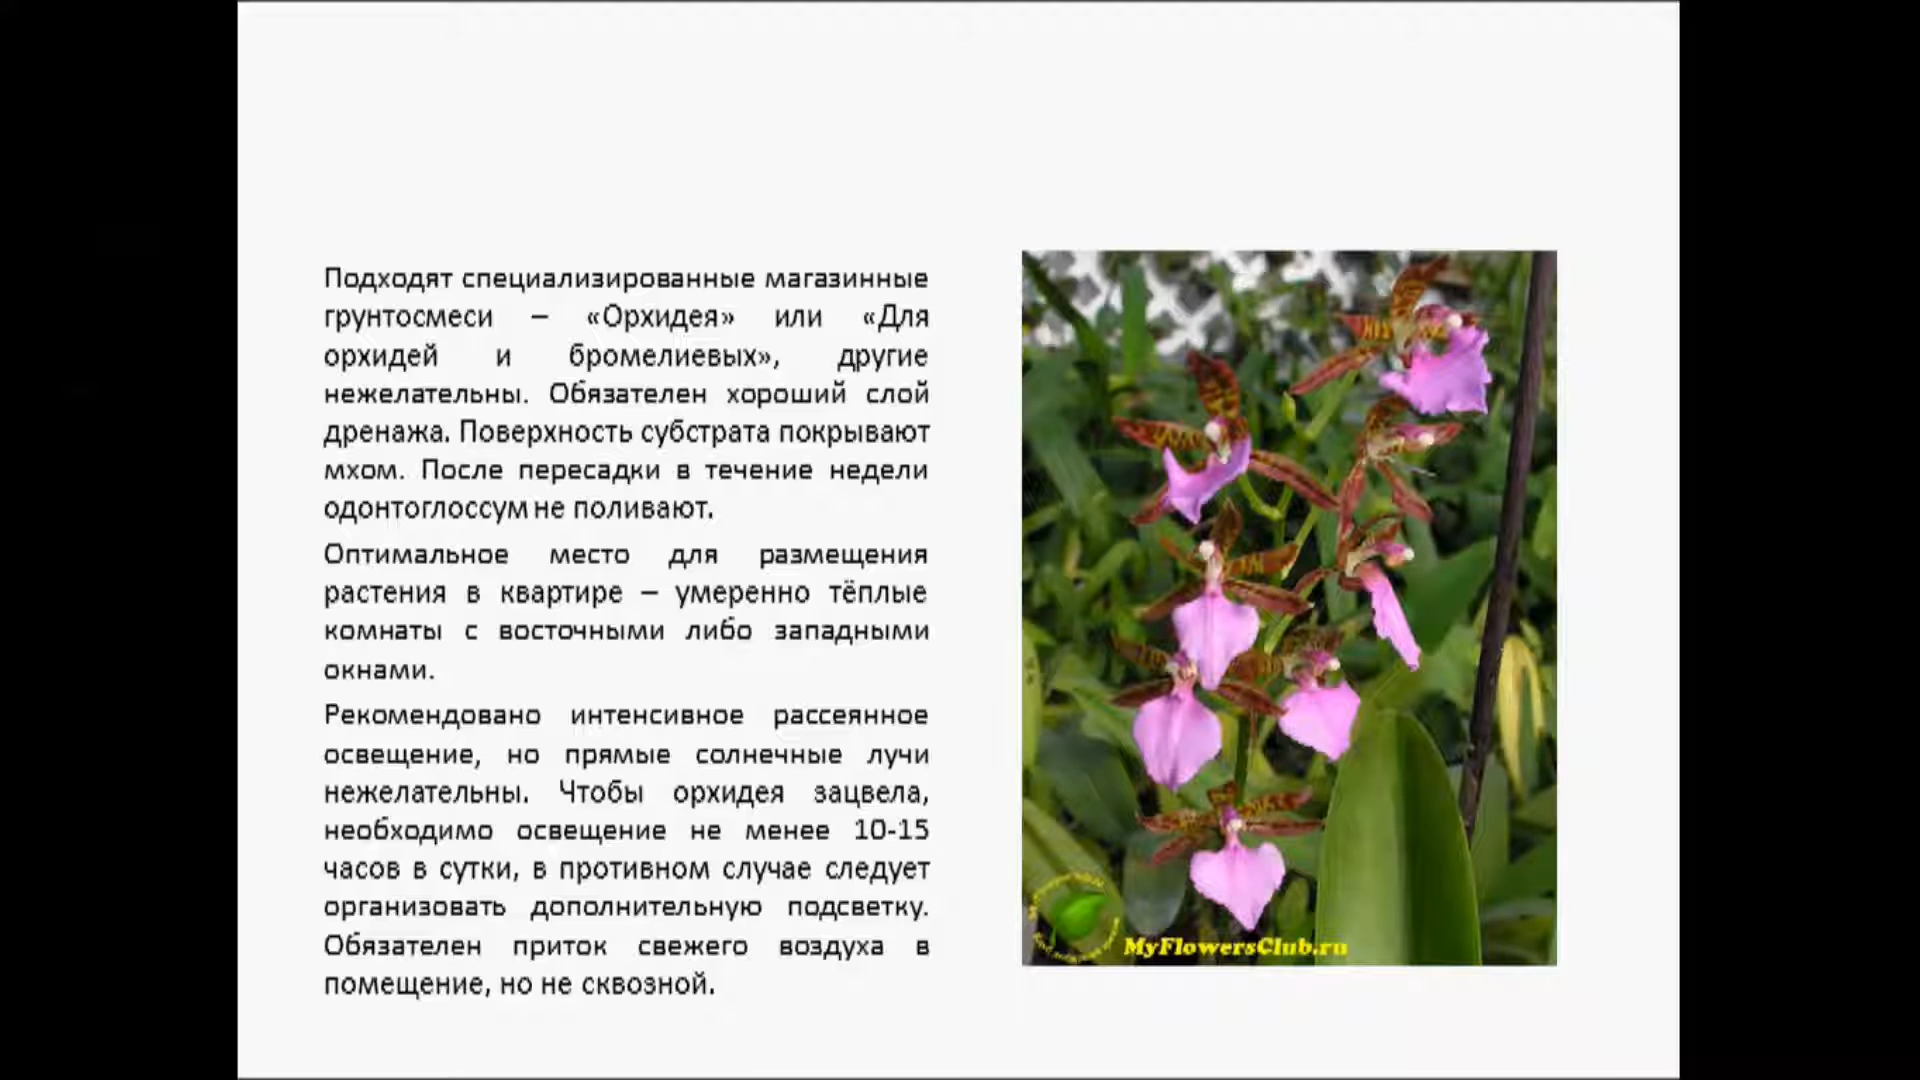 Подходят специализированные магазинные
грунтосмеси – «Орхидея» или «Для
орхидей и бромелиевых», другие
нежелательны. Обязателен хороший слой
дренажа. Поверхность субстрата покрывают
мхом. После пересадки в течение недели
одонтоглоссум не поливают.
Оптимальное место для размещения
растения в квартире – умеренно тёплые
комнаты с восточными либо западными
окнами.
Рекомендовано интенсивное рассеянное
освещение, но прямые солнечные лучи
нежелательны. Чтобы орхидея зацвела,
необходимо освещение не менее 10-15
часов в сутки, в противном случае следует
организовать дополнительную подсветку.
Обязателен приток свежего воздуха в
помещение, но не сквозной.
MyFlowersClub.ru